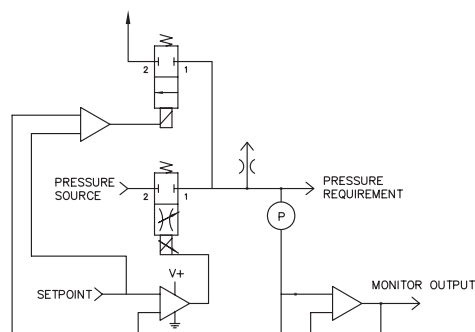 2 1
PRESSURE
SOURCE
2 1
PRESSURE
REQUIREMENT
P
V+
MONITOR OUTPUT
SETPOINT